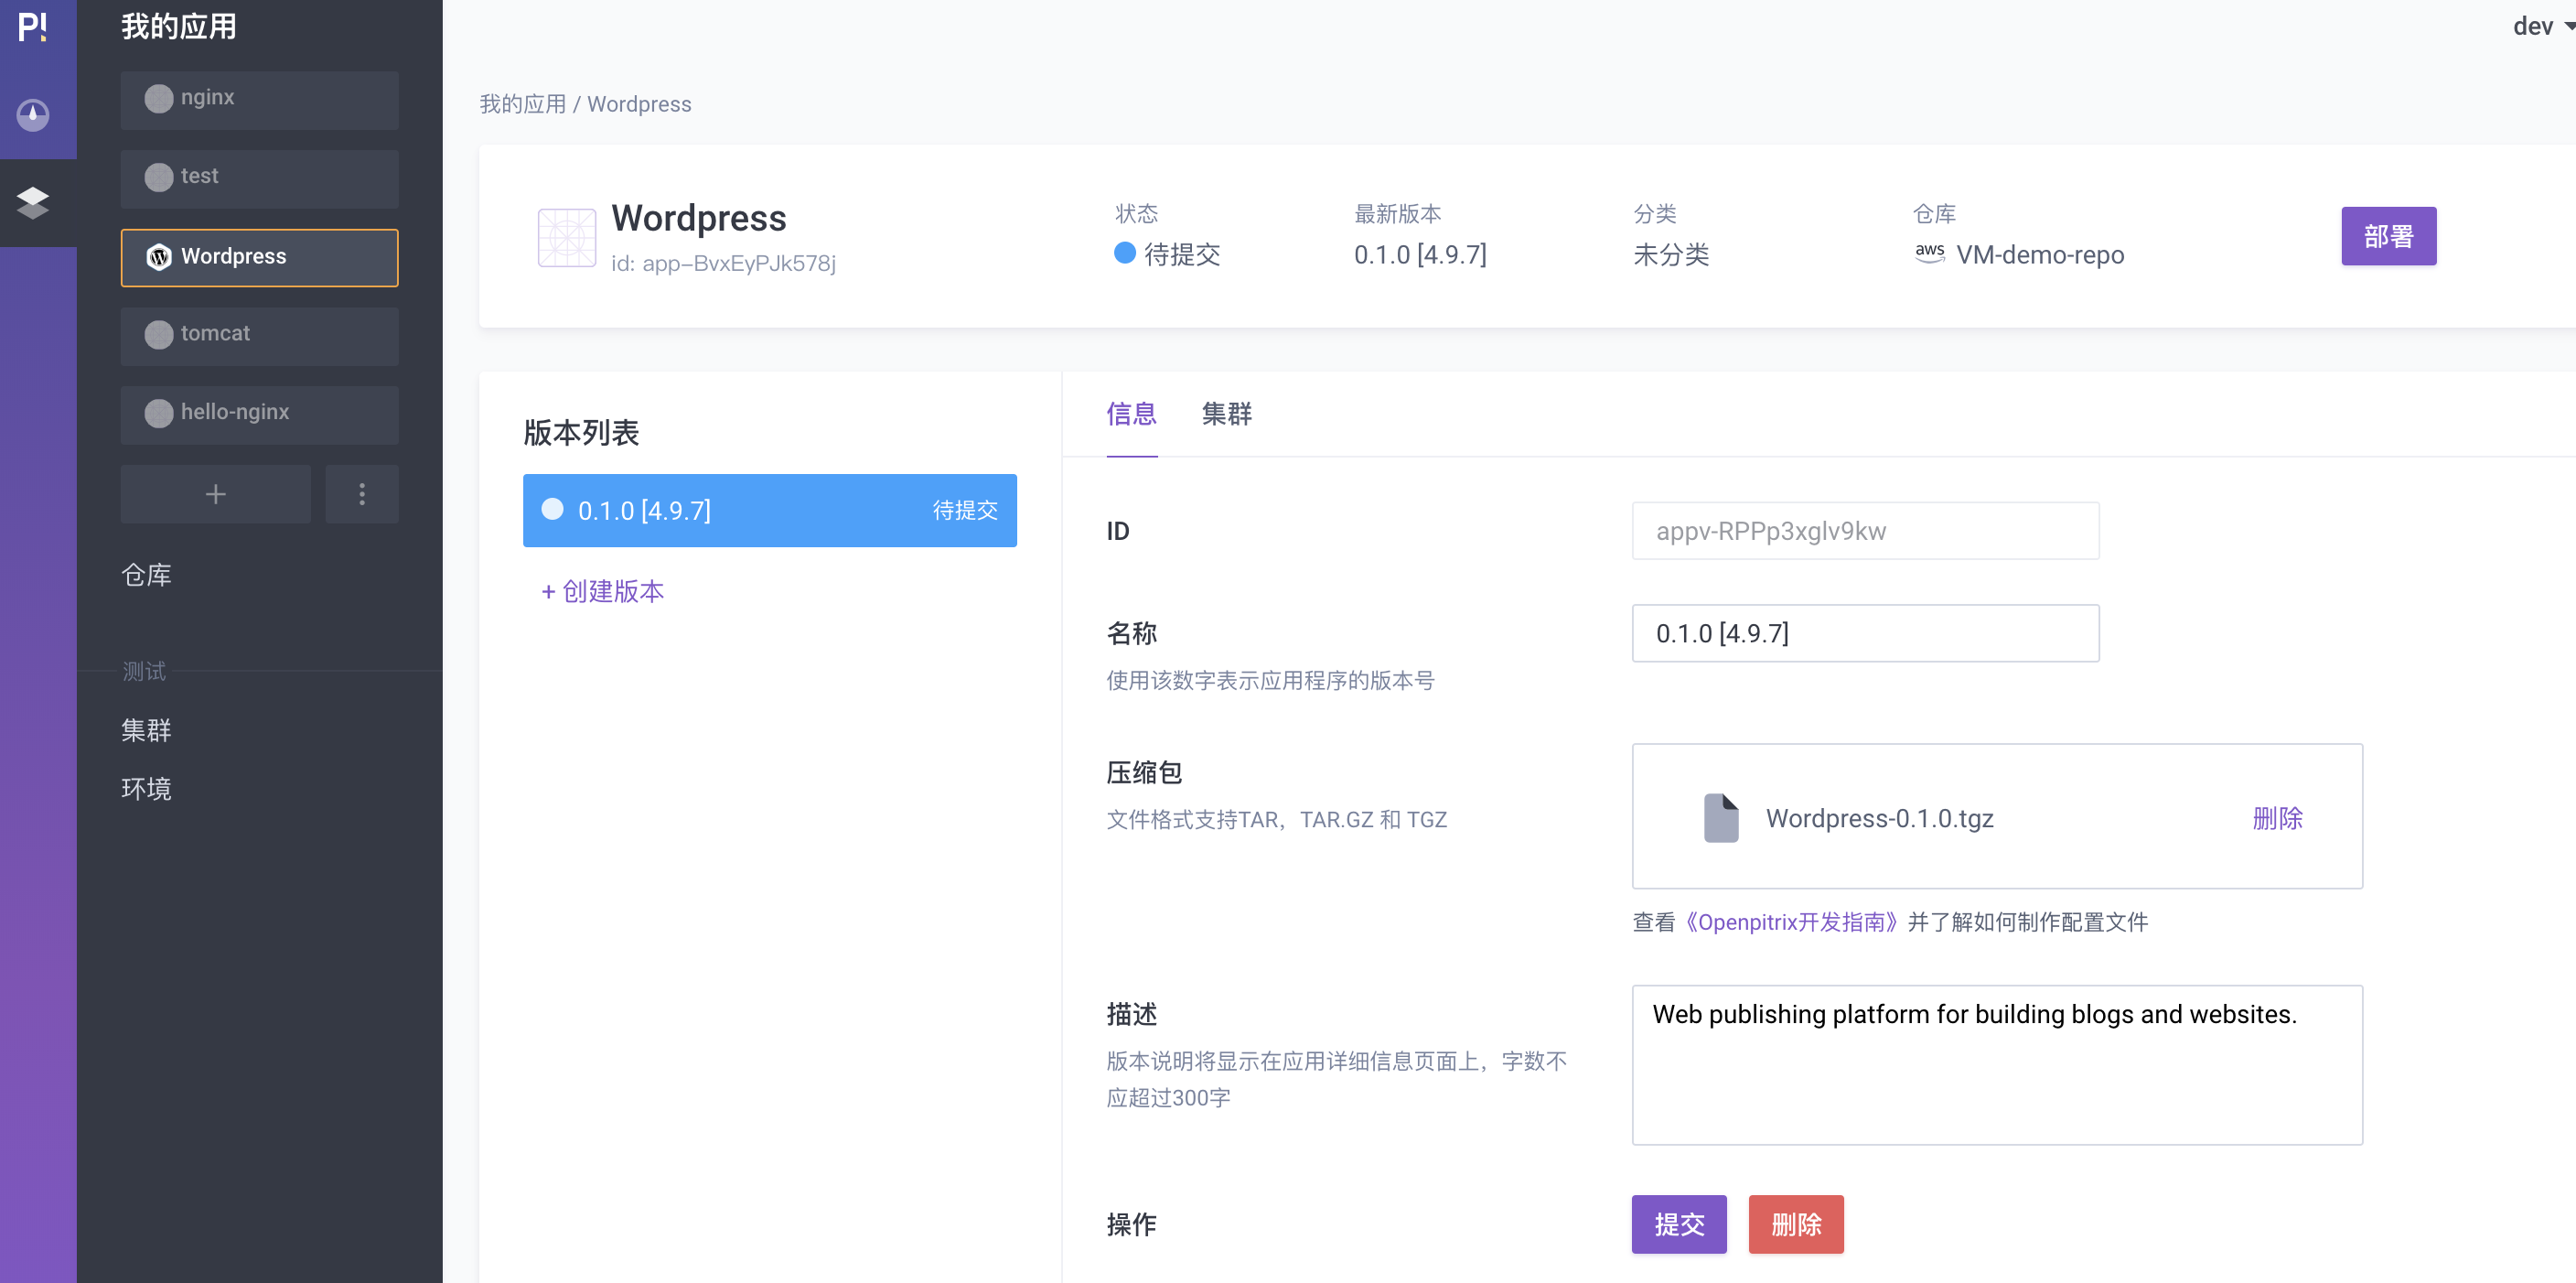 P!
我的应用
dev
nginx
test
Wordpress
tomcat
hello-nginx
+
仓库
测试
集群
环境
我的应用 / Wordpress
Wordpress
id: app-BvxEyPJk578j
状态
待提交
最新版本
0.1.0 [4.9.7]
分类
未分类
仓库
aws VM-demo-repo
部署
版本列表
0.1.0 [4.9.7] 待提交
+ 创建版本
信息 集群
ID
appv-RPPp3xglv9kw
名称
0.1.0 [4.9.7]
使用该数字表示应用程序的版本号
压缩包
文件格式支持TAR，TAR.GZ 和 TGZ
Wordpress-0.1.0.tgz 删除
查看《Openpitrix开发指南》并了解如何制作配置文件
描述
版本说明将显示在应用详细信息页面上，字数不
应超过300字
Web publishing platform for building blogs and websites.
操作
提交 删除